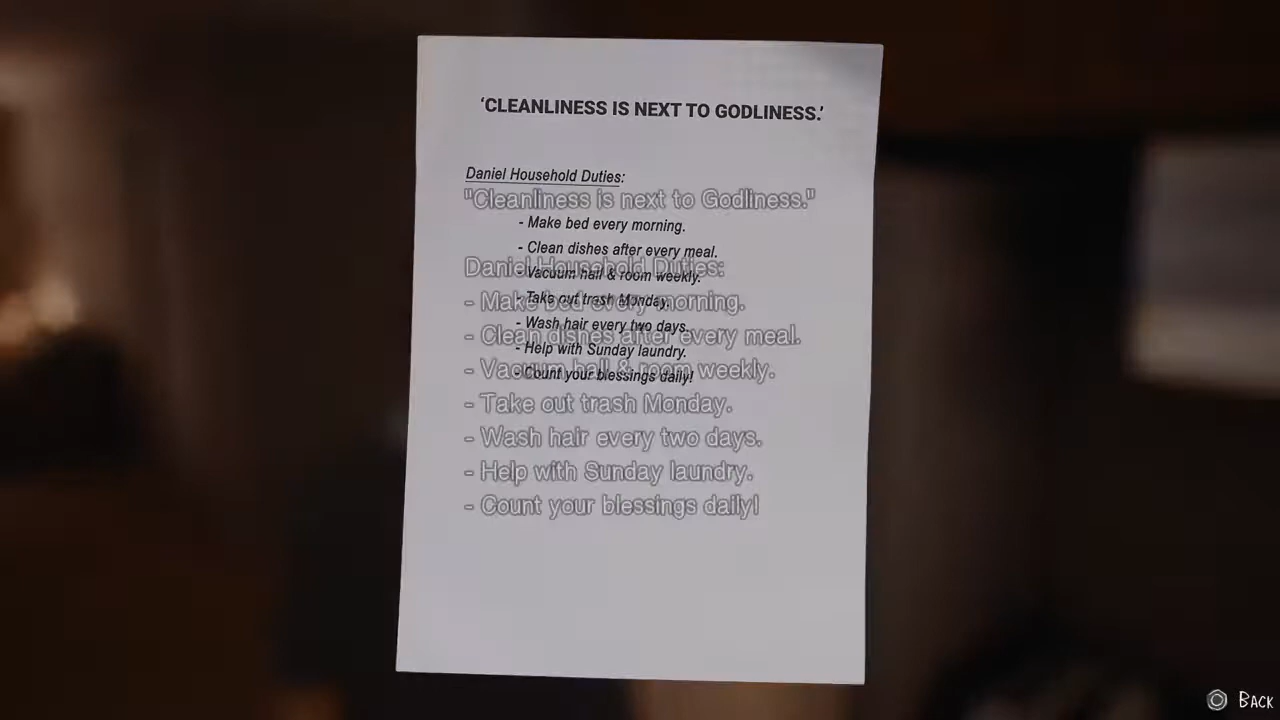 'CLEANLINESS IS NEXT TO GODLINESS.'
Daniel Household Duties:
- Make bed every morning.
- Clean dishes after every meal.
- Vacuum hall & room weekly.
- Take out trash Monday.
- Wash hair every two days.
- Help with Sunday laundry.
- Count your blessings daily!
"Cleanliness is next to Godliness."
Daniel Household Duties:
- Make bed every morning.
- Clean dishes after every meal.
- Vacuum hall & room weekly.
- Take out trash Monday.
- Wash hair every two days.
- Help with Sunday laundry.
- Count your blessings daily!
BACK